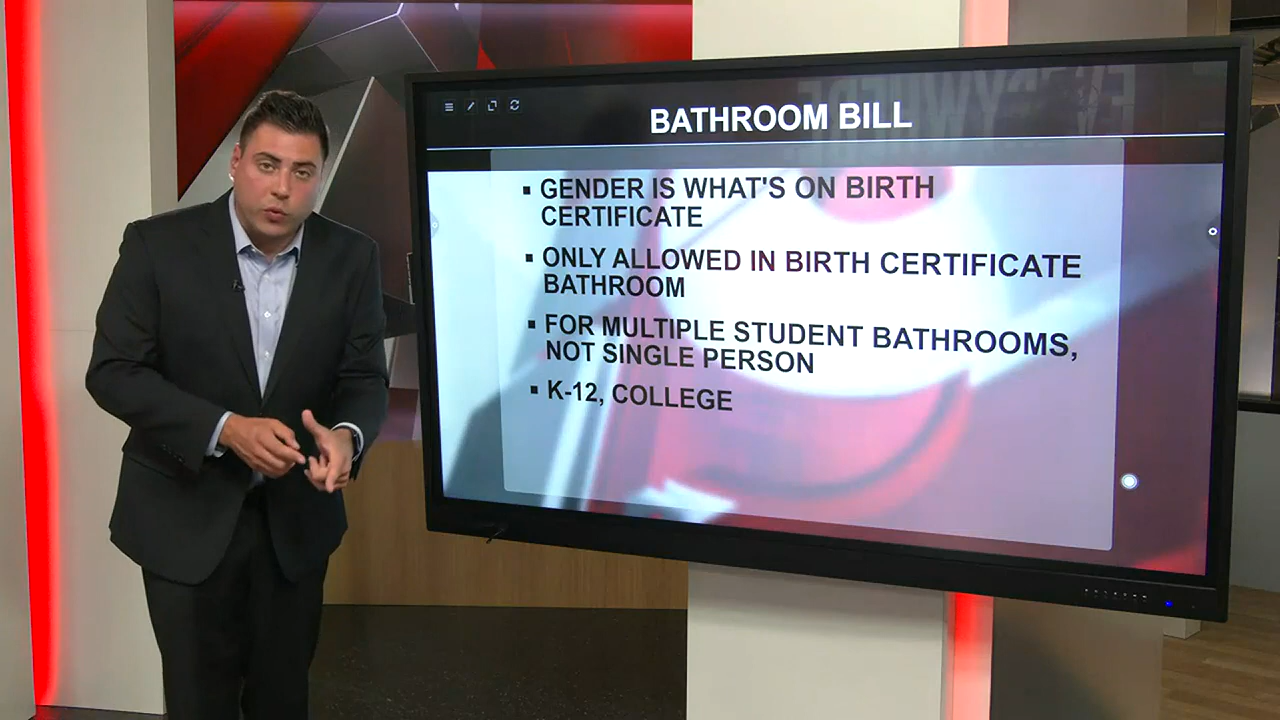 BATHROOM BILL
▪ GENDER IS WHAT'S ON BIRTH
CERTIFICATE
▪ ONLY ALLOWED IN BIRTH CERTIFICATE
BATHROOM
▪ FOR MULTIPLE STUDENT BATHROOMS,
NOT SINGLE PERSON
▪ K-12, COLLEGE